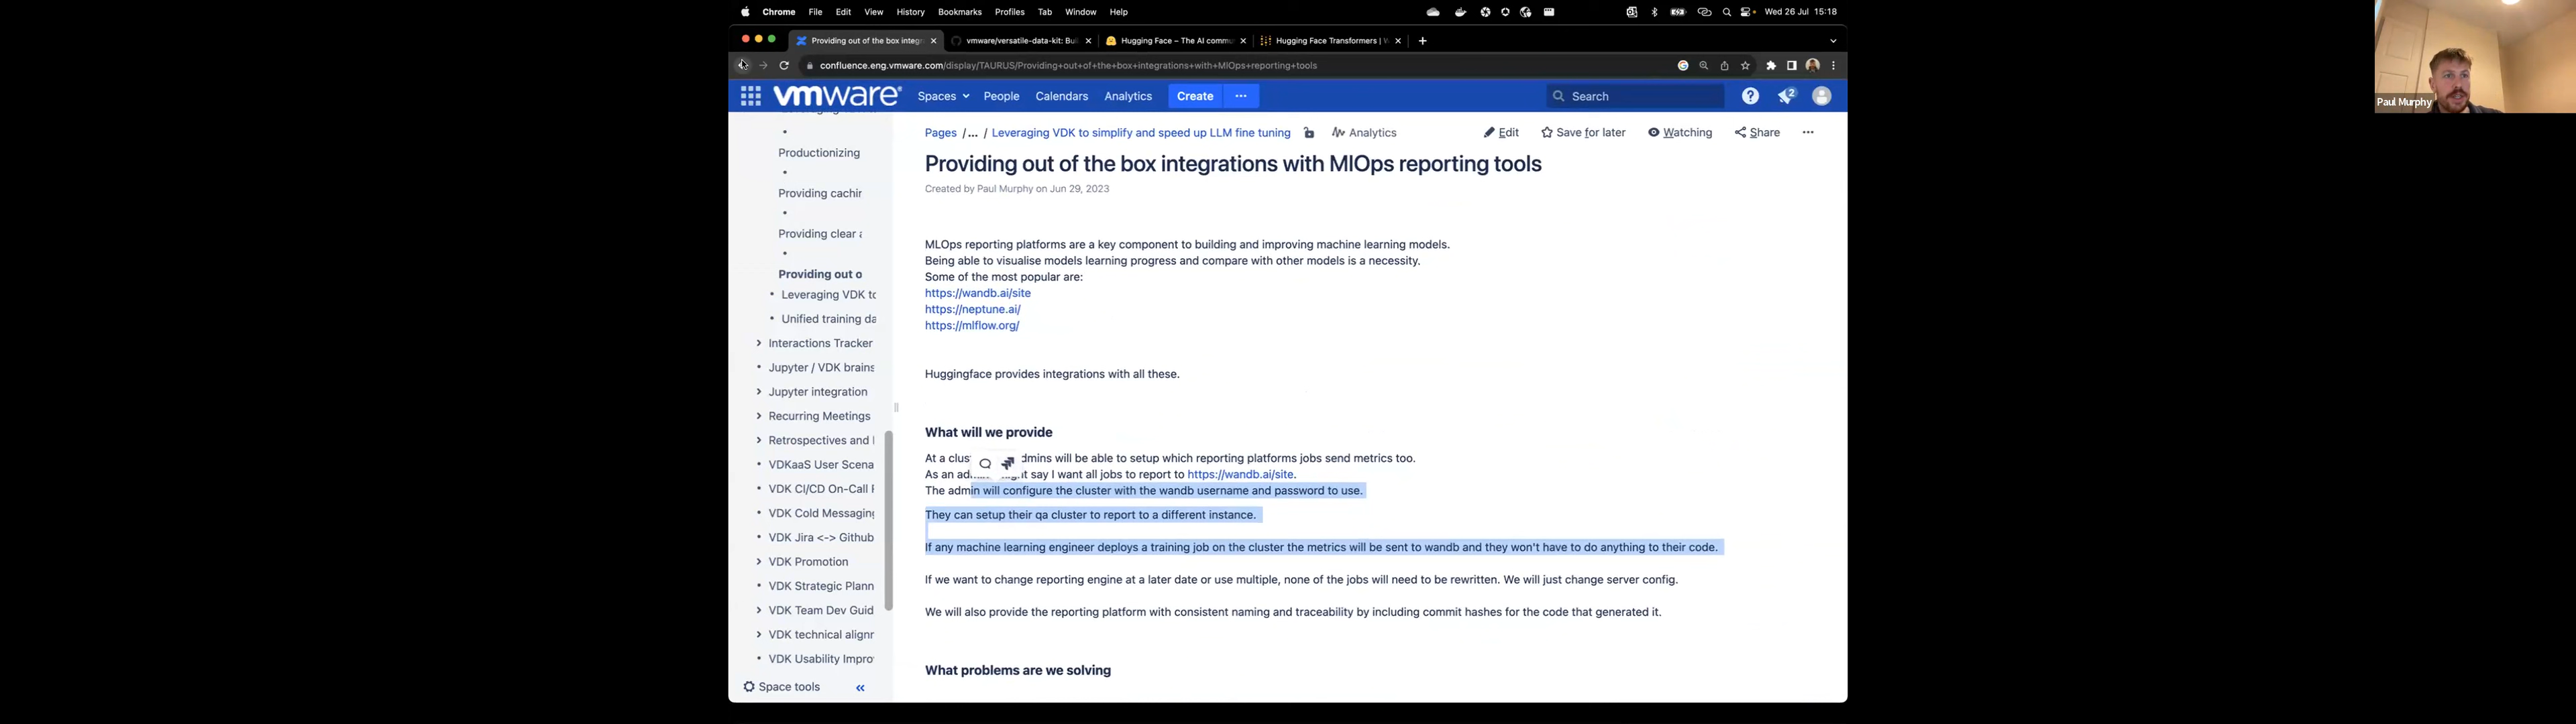 Chrome File Edit View History Bookmarks Profiles Tab Window Help Wed 26 Jul 15:18
Providing out of the box integr vmware/versatile-data-kit: Bui Hugging Face – The AI commu Hugging Face Transformers | W
confluence.eng.vmware.com/display/TAURUS/Providing+out+of+the+box+integrations+with+MlOps+reporting+tools
vmware Spaces People Calendars Analytics Create ... Search 2
Paul Murphy
Pages /... / Leveraging VDK to simplify and speed up LLM fine tuning Analytics Edit Save for later Watching Share ...
Productionizing
Providing cachin
Providing clear a
Providing out o
Leveraging VDK to
Unified training da
Interactions Tracker
Jupyter / VDK brains
Jupyter integration
Recurring Meetings
Retrospectives and
VDKaaS User Scena
VDK CI/CD On-Call
VDK Cold Messaging
VDK Jira <-> Github
VDK Promotion
VDK Strategic Plann
VDK Team Dev Guid
VDK technical alignr
VDK Usability Impro
Space tools
Providing out of the box integrations with MlOps reporting tools
Created by Paul Murphy on Jun 29, 2023
MLOps reporting platforms are a key component to building and improving machine learning models.
Being able to visualise models learning progress and compare with other models is a necessity.
Some of the most popular are:
https://wandb.ai/site
https://neptune.ai/
https://mlflow.org/
Huggingface provides integrations with all these.
What will we provide
At a clus dmins will be able to setup which reporting platforms jobs send metrics too.
As an ad say I want all jobs to report to https://wandb.ai/site.
The admin will configure the cluster with the wandb username and password to use.
They can setup their qa cluster to report to a different instance.
If any machine learning engineer deploys a training job on the cluster the metrics will be sent to wandb and they won't have to do anything to their code.
If we want to change reporting engine at a later date or use multiple, none of the jobs will need to be rewritten. We will just change server config.
We will also provide the reporting platform with consistent naming and traceability by including commit hashes for the code that generated it.
What problems are we solving